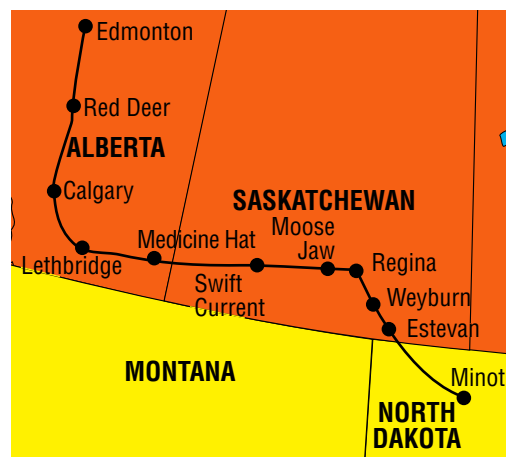 Edmonton
Red Deer
ALBERTA
Calgary
SASKATCHEWAN
Moose
Jaw
Medicine Hat
Regina
Lethbridge
Swift
Current
Weyburn
Estevan
MONTANA
Minot
NORTH
DAKOTA